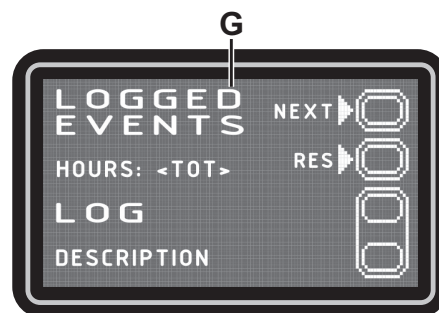 G
LOGGED
EVENTS
NEXT
HOURS: <TOT>
RES
LOG
DESCRIPTION